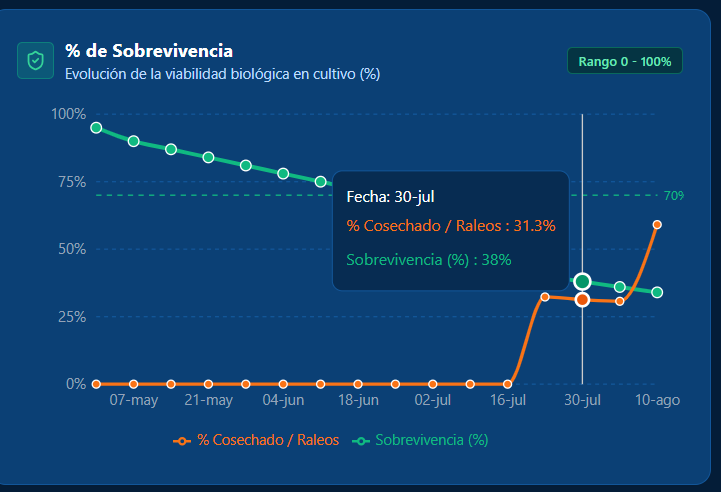 % de Sobrevivencia
Evolución de la viabilidad biológica en cultivo (%)
Rango 0 - 100%
100%
75%
70%
50%
25%
0%
Fecha: 30-jul
% Cosechado / Raleos : 31.3%
Sobrevivencia (%) : 38%
07-may 21-may 04-jun 18-jun 02-jul 16-jul 30-jul 10-ago
% Cosechado / Raleos Sobrevivencia (%)